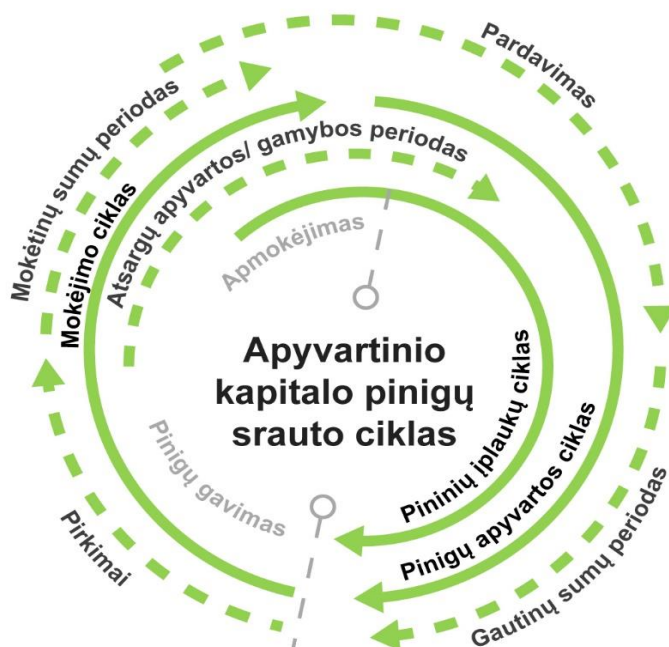 Pardavimas
Mokėtinų sumų periodas
Mokėjimo ciklas
Atsargų apyvartos/ gamybos periodas
Apmokėjimas
Apyvartinio
kapitalo pinigų
srauto ciklas
Pinigų gavimas
Pirkimai
Pininių įplaukų ciklas
Pinigų apyvartos ciklas
Gautinų sumų periodas